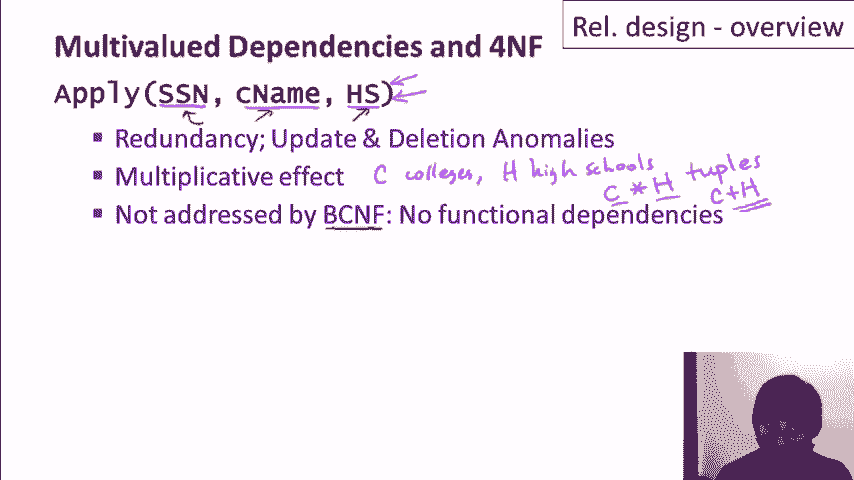 Rel. design - overview
Multivalued Dependencies and 4NF
Apply(SSN, cName, HS)
▪ Redundancy; Update & Deletion Anomalies
▪ Multiplicative effect C colleges, H high schools
C * H tuples
C+H
▪ Not addressed by BCNF: No functional dependencies